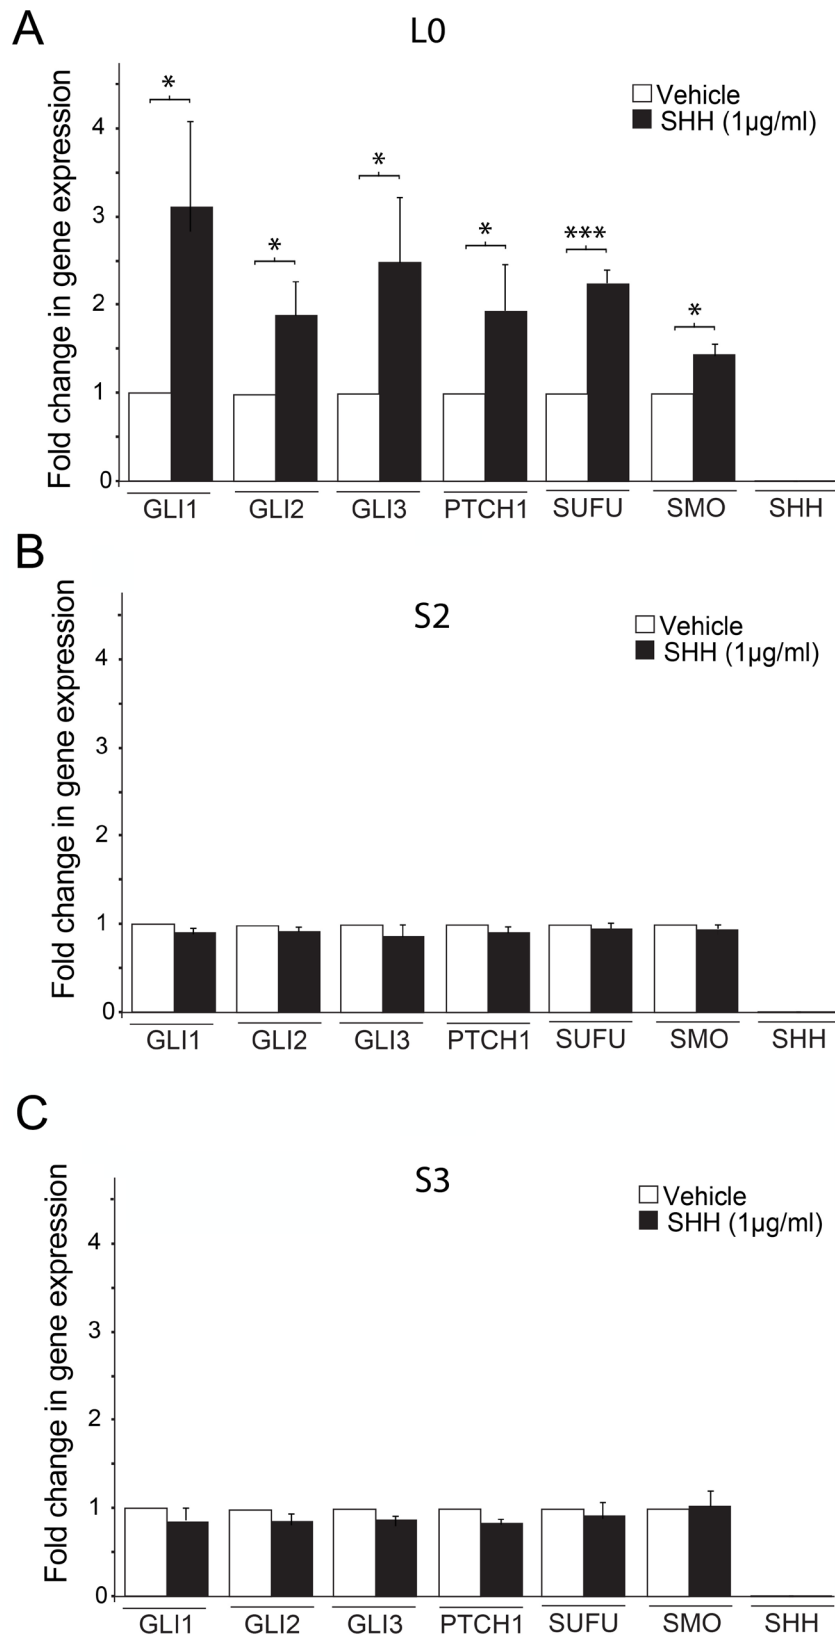 A
L0
Fold change in gene expression
Vehicle
SHH (1µg/ml)
4
3
2
1
0
*
*
*
*
***
*
GLI1 GLI2 GLI3 PTCH1 SUFU SMO SHH
B
S2
Fold change in gene expression
Vehicle
SHH (1µg/ml)
4
3
2
1
0
GLI1 GLI2 GLI3 PTCH1 SUFU SMO SHH
C
S3
Fold change in gene expression
Vehicle
SHH (1µg/ml)
4
3
2
1
0
GLI1 GLI2 GLI3 PTCH1 SUFU SMO SHH